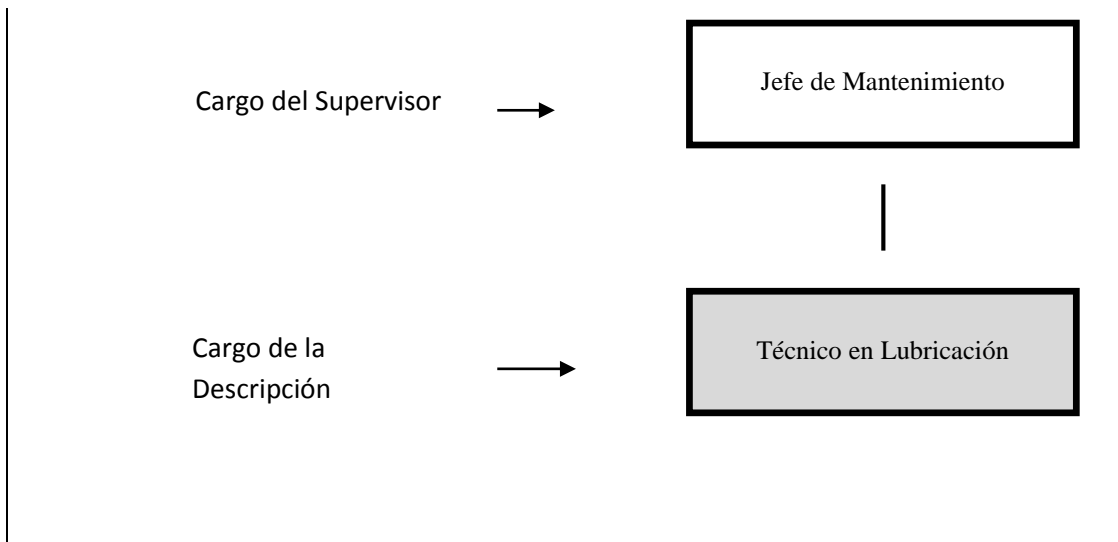 Jefe de Mantenimiento
Cargo del Supervisor
Cargo de la
Descripción
Técnico en Lubricación